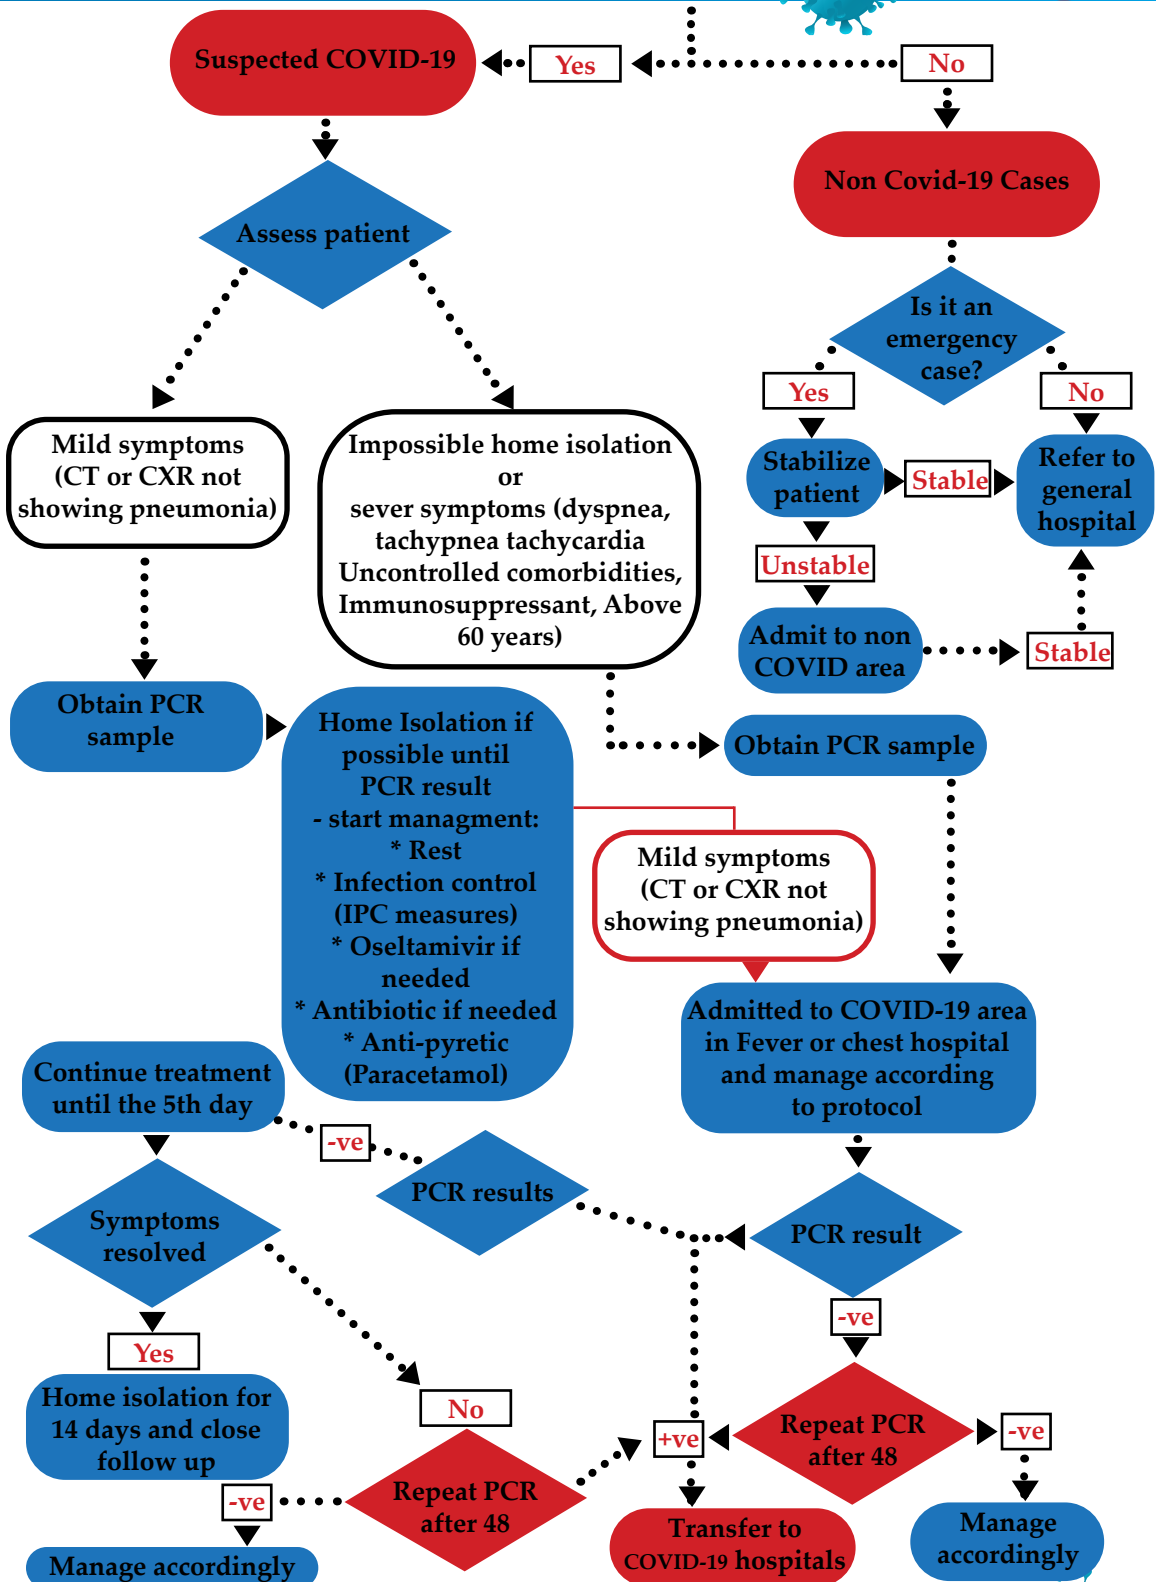 Suspected COVID-19
Yes
No
Non Covid-19 Cases
Assess patient
Is it an
emergency
case?
Yes
No
Mild symptoms
(CT or CXR not
showing pneumonia)
Impossible home isolation
or
sever symptoms (dyspnea,
tachypnea tachycardia
Uncontrolled comorbidities,
Immunosuppressant, Above
60 years)
Stabilize
patient
Stable
Refer to
general
hospital
Unstable
Admit to non
COVID area
Stable
Obtain PCR
sample
Home Isolation if
possible until
PCR result
- start managment:
* Rest
* Infection control
(IPC measures)
* Oseltamivir if
needed
* Antibiotic if needed
* Anti-pyretic
(Paracetamol)
Obtain PCR sample
Mild symptoms
(CT or CXR not
showing pneumonia)
Admitted to COVID-19 area
in Fever or chest hospital
and manage according
to protocol
Continue treatment
until the 5th day
-ve
PCR results
PCR result
Symptoms
resolved
-ve
Yes
Home isolation for
14 days and close
follow up
No
+ve
Repeat PCR
after 48
-ve
-ve
Repeat PCR
after 48
Transfer to
COVID-19 hospitals
Manage
accordingly
Manage accordingly